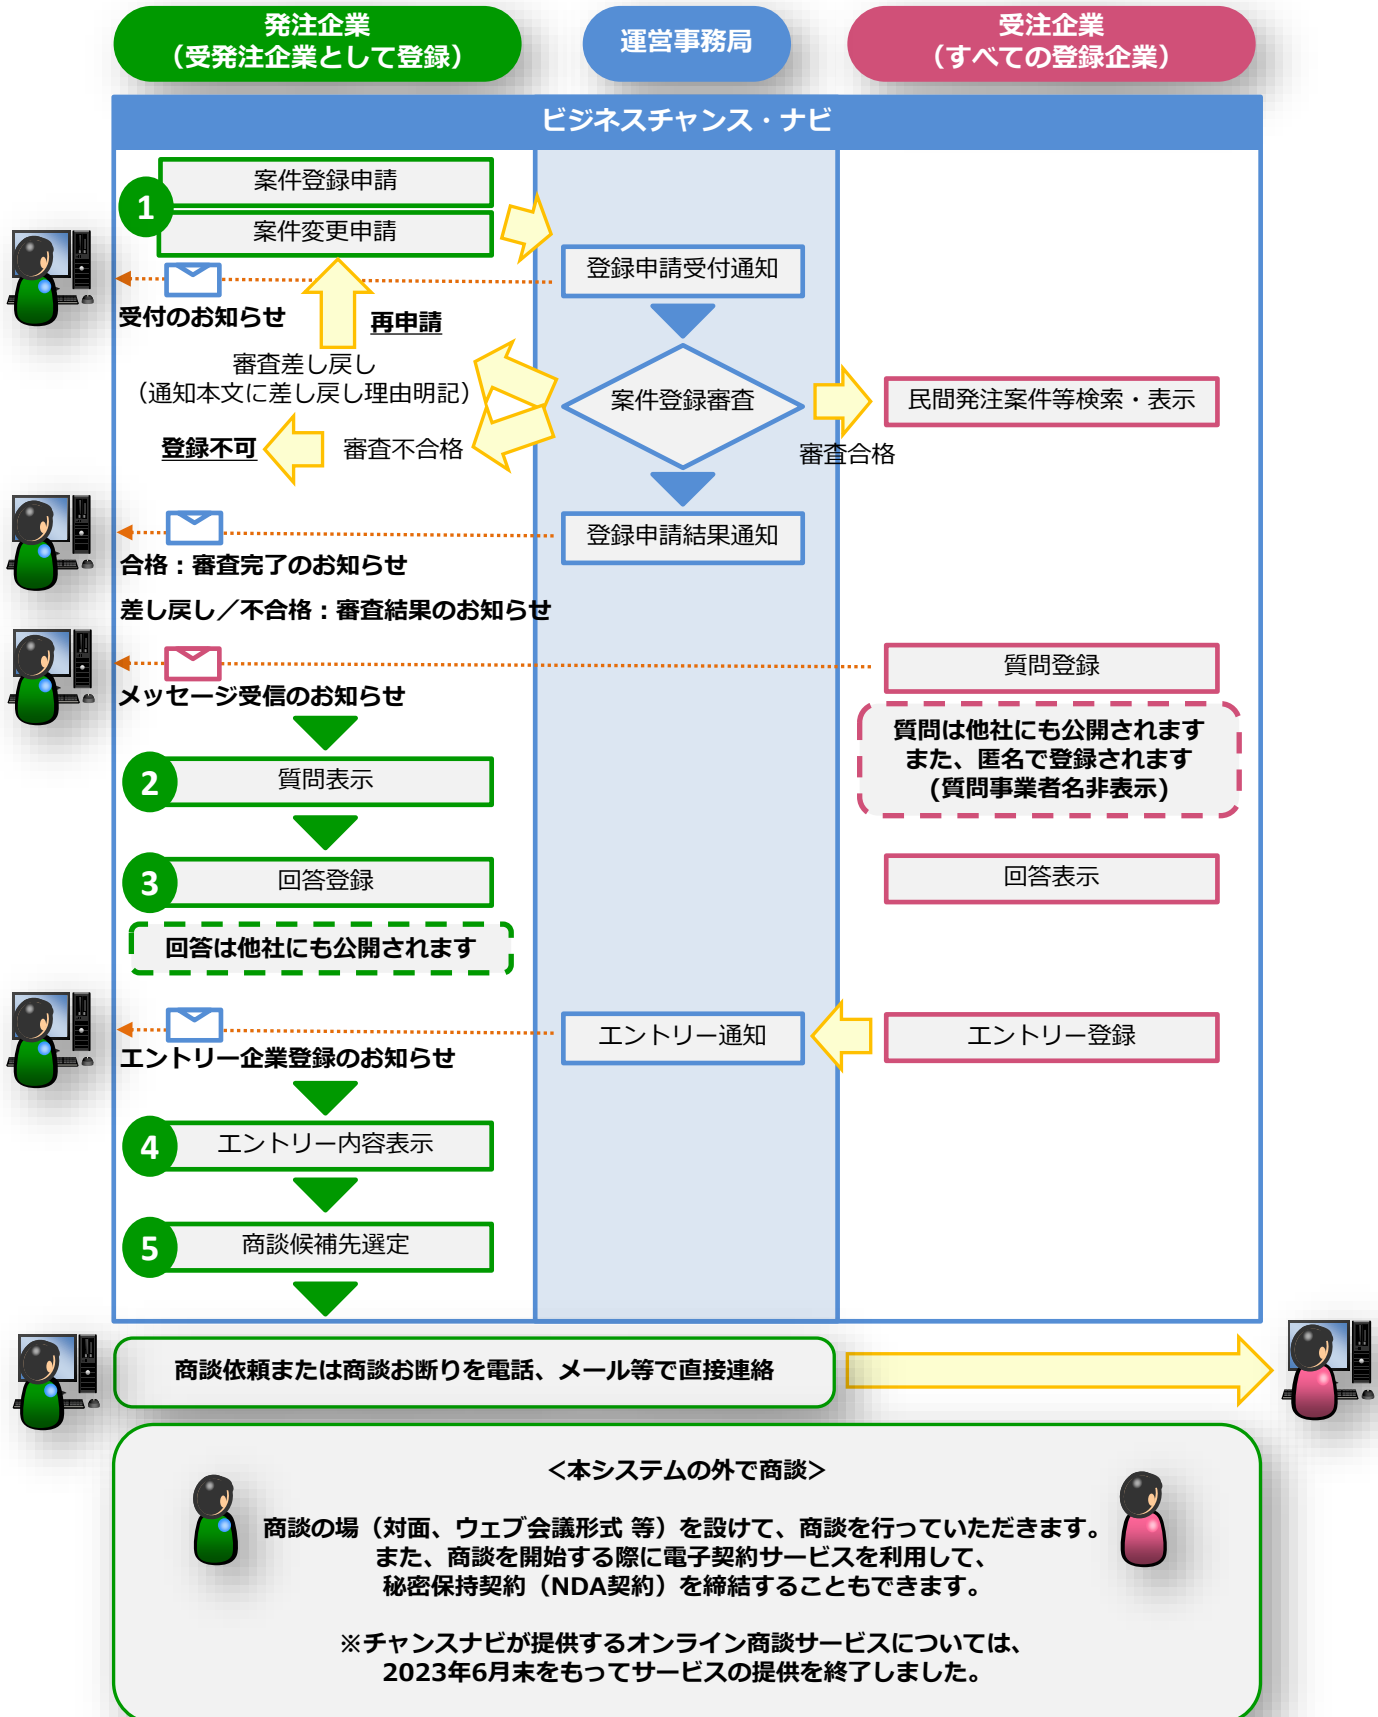 発注企業
（受発注企業として登録）
運営事務局
受注企業
（すべての登録企業）
ビジネスチャンス・ナビ
1
案件登録申請
案件変更申請
登録申請受付通知
受付のお知らせ
再申請
審査差し戻し
（通知本文に差し戻し理由明記）
案件登録審査
民間発注案件等検索・表示
登録不可
審査不合格
審査合格
登録申請結果通知
合格：審査完了のお知らせ
差し戻し／不合格：審査結果のお知らせ
質問登録
メッセージ受信のお知らせ
質問は他社にも公開されます
また、匿名で登録されます
(質問事業者名非表示)
2
質問表示
3
回答登録
回答表示
回答は他社にも公開されます
エントリー通知
エントリー登録
エントリー企業登録のお知らせ
4
エントリー内容表示
5
商談候補先選定
商談依頼または商談お断りを電話、メール等で直接連絡
＜本システムの外で商談＞
商談の場（対面、ウェブ会議形式 等）を設けて、商談を行っていただきます。
また、商談を開始する際に電子契約サービスを利用して、
秘密保持契約（NDA契約）を締結することもできます。
※チャンスナビが提供するオンライン商談サービスについては、
2023年6月末をもってサービスの提供を終了しました。